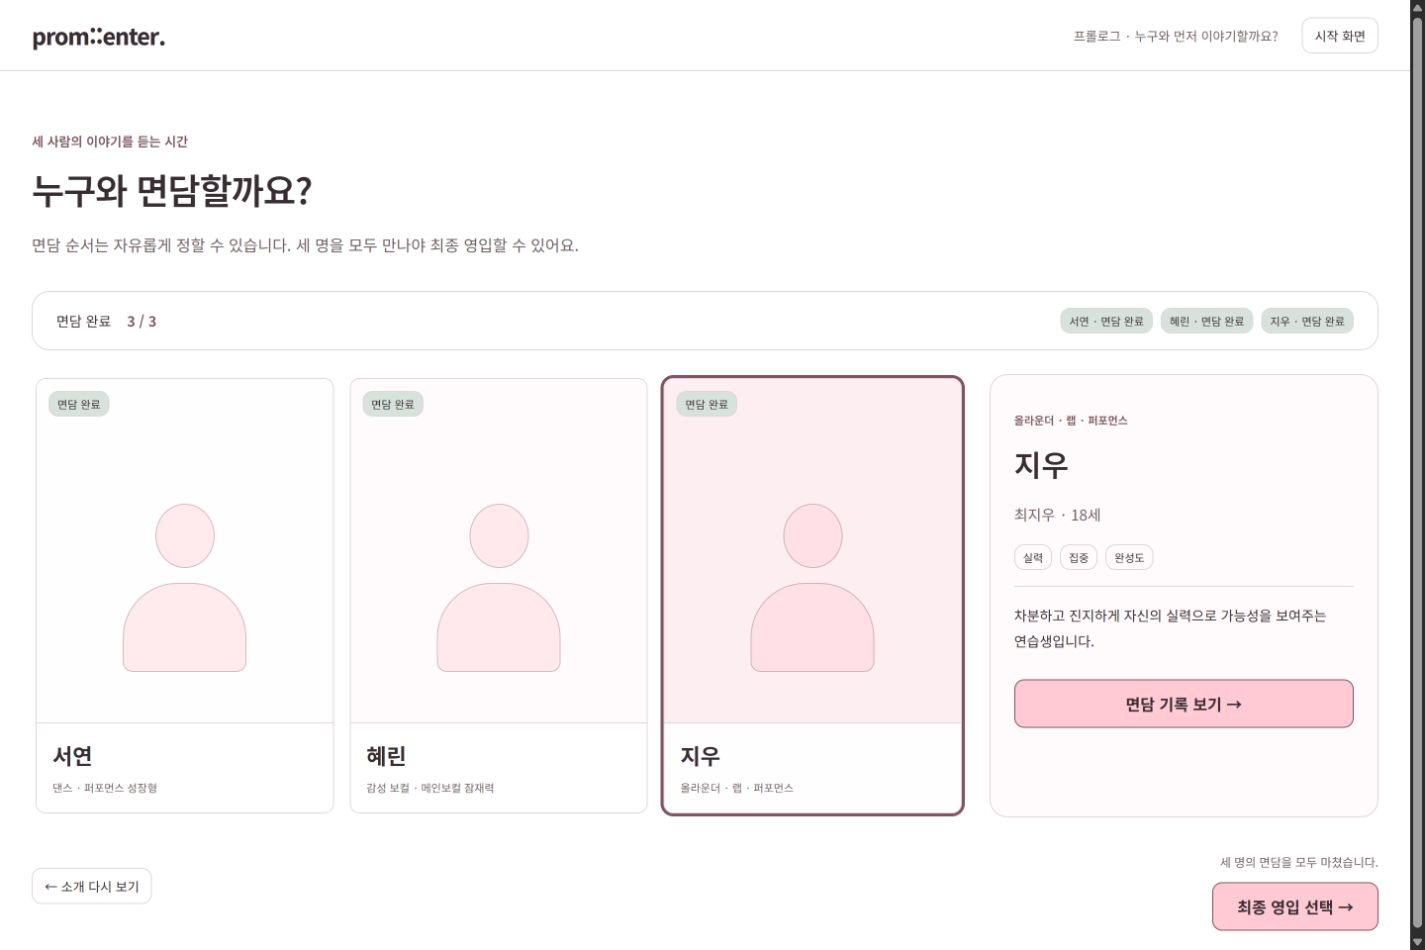 prom::enter.
프롤로그 · 누구와 먼저 이야기할까요?
시작 화면
세 사람의 이야기를 듣는 시간
누구와 면담할까요?
면담 순서는 자유롭게 정할 수 있습니다. 세 명을 모두 만나야 최종 영입할 수 있어요.
면담 완료 3 / 3
서연 · 면담 완료
혜린 · 면담 완료
지우 · 면담 완료
면담 완료
서연
댄스 · 퍼포먼스 성장형
면담 완료
혜린
감성 보컬 · 메인보컬 잠재력
면담 완료
지우
올라운더 · 랩 · 퍼포먼스
올라운더 · 랩 · 퍼포먼스
지우
최지우 · 18세
실력
집중
완성도
차분하고 진지하게 자신의 실력으로 가능성을 보여주는
연습생입니다.
면담 기록 보기 →
← 소개 다시 보기
세 명의 면담을 모두 마쳤습니다.
최종 영입 선택 →